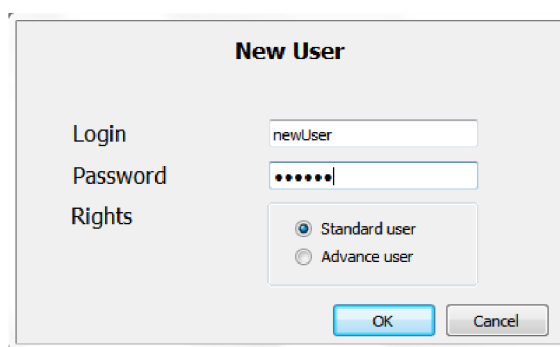 New User
Login newUser
Password ••••••
Rights
Standard user
Advance user
OK Cancel